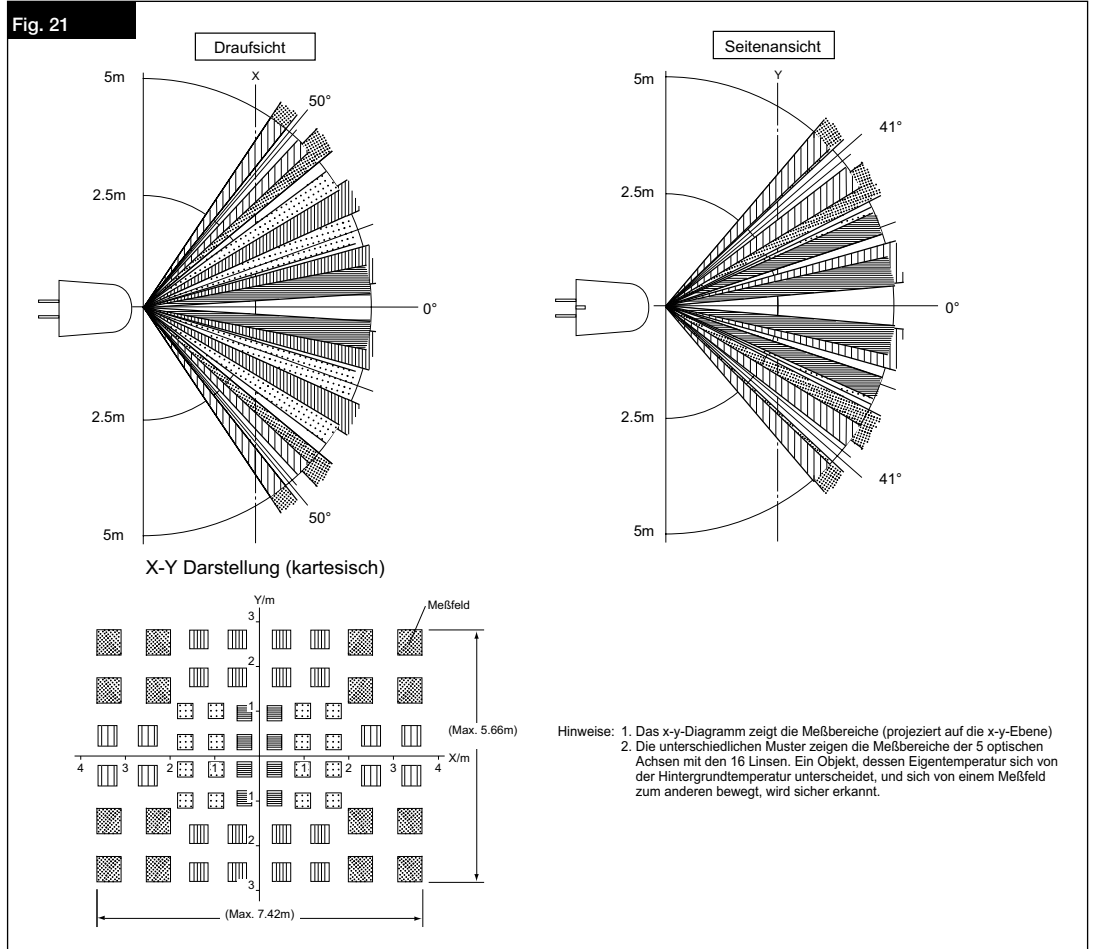 Fig. 21
Draufsicht
X
5m
50°
2.5m
0°
2.5m
50°
5m
Seitenansicht
Y
5m
41°
2.5m
0°
2.5m
41°
5m
X-Y Darstellung (kartesisch)
Y/m
Meßfeld
3
2
1
(Max. 5.66m)
4 3 2 1 1 2 3 4 X/m
1
2
3
(Max. 7.42m)
Hinweise: 1. Das x-y-Diagramm zeigt die Meßbereiche (projeziert auf die x-y-Ebene)
2. Die unterschiedlichen Muster zeigen die Meßbereiche der 5 optischen
Achsen mit den 16 Linsen. Ein Objekt, dessen Eigentemperatur sich von
der Hintergrundtemperatur unterscheidet, und sich von einem Meßfeld
zum anderen bewegt, wird sicher erkannt.